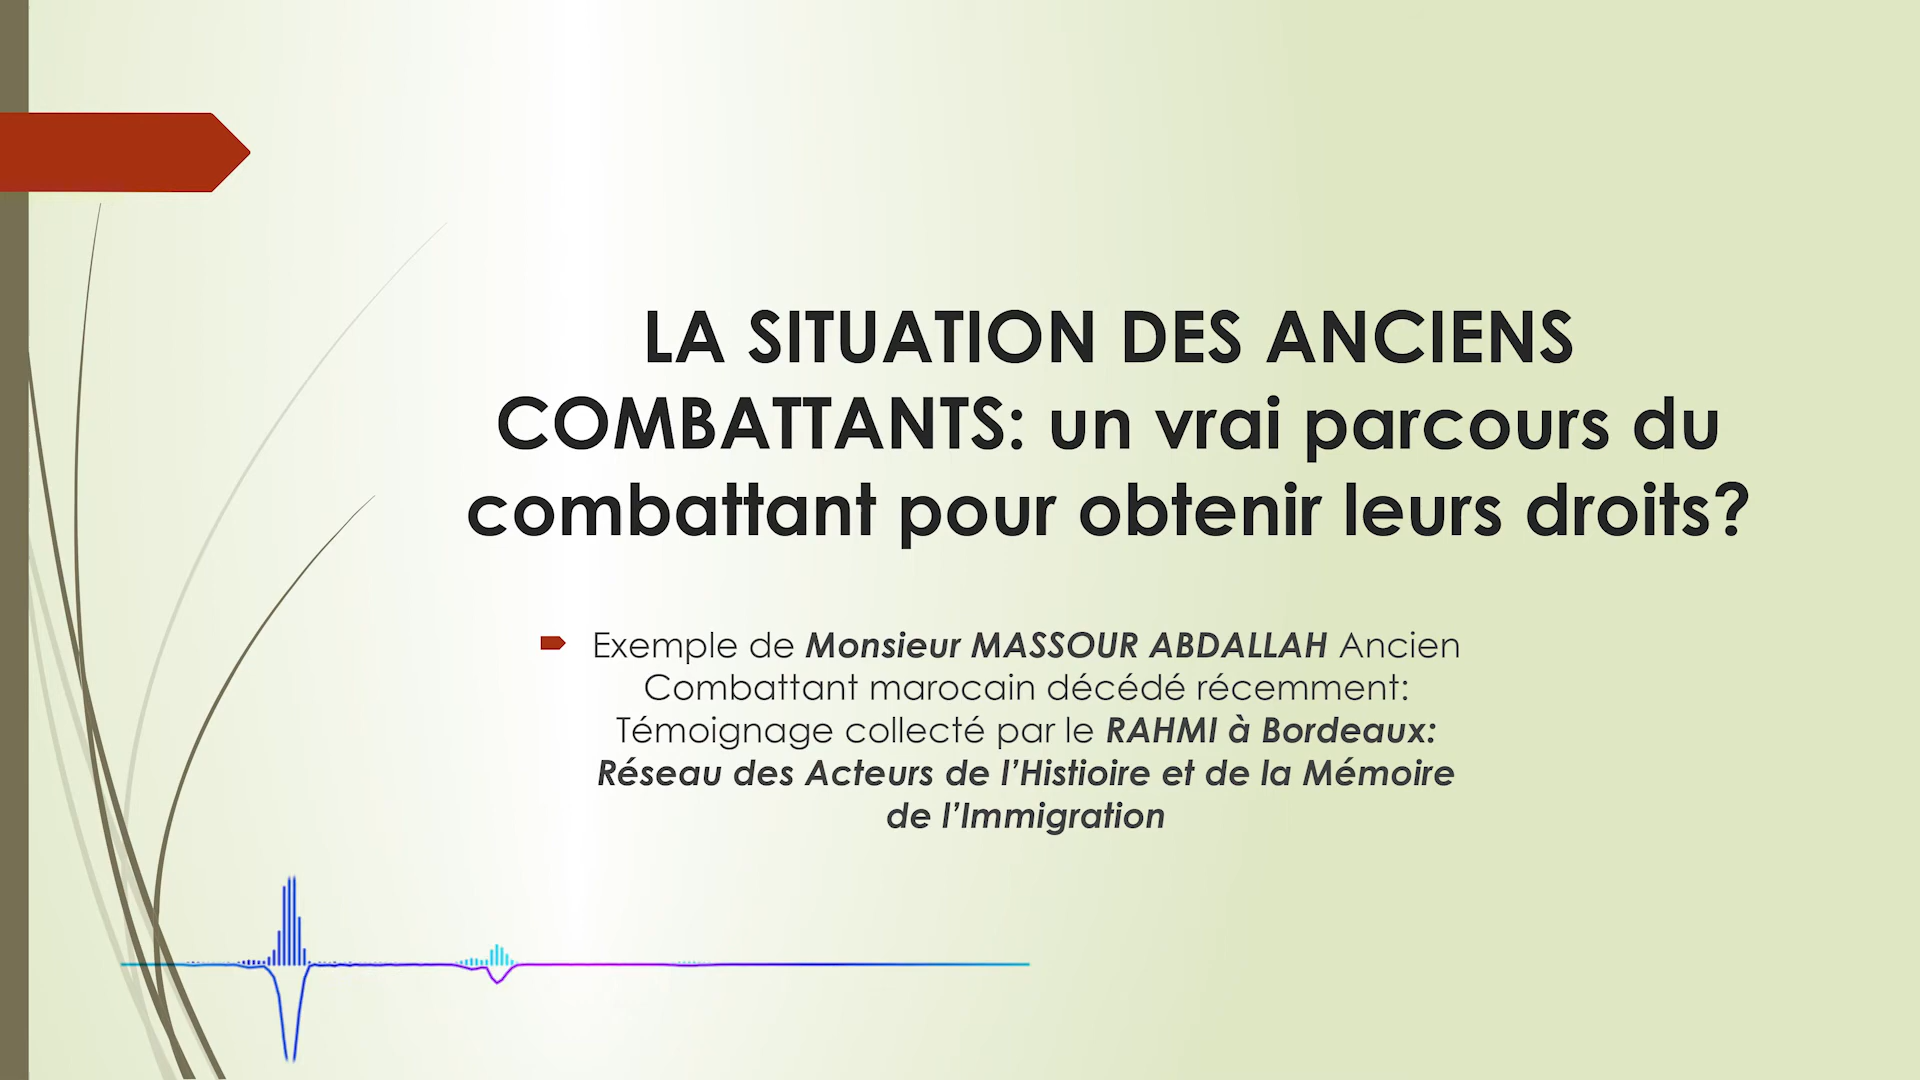 LA SITUATION DES ANCIENS
COMBATTANTS: un vrai parcours du
combattant pour obtenir leurs droits?
Exemple de Monsieur MASSOUR ABDALLAH Ancien
Combattant marocain décédé récemment:
Témoignage collecté par le RAHMI à Bordeaux:
Réseau des Acteurs de l’Histioire et de la Mémoire
de l’Immigration